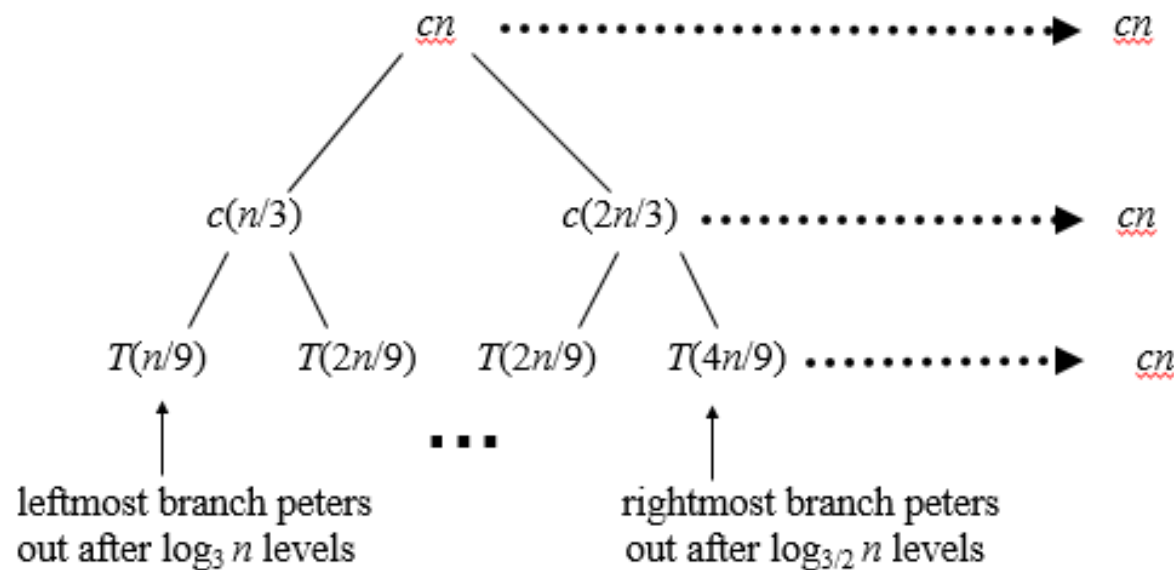 cn cn
c(n/3) c(2n/3) cn
T(n/9) T(2n/9) T(2n/9) T(4n/9) cn
leftmost branch peters
out after log₃ n levels
rightmost branch peters
out after log₃/₂ n levels